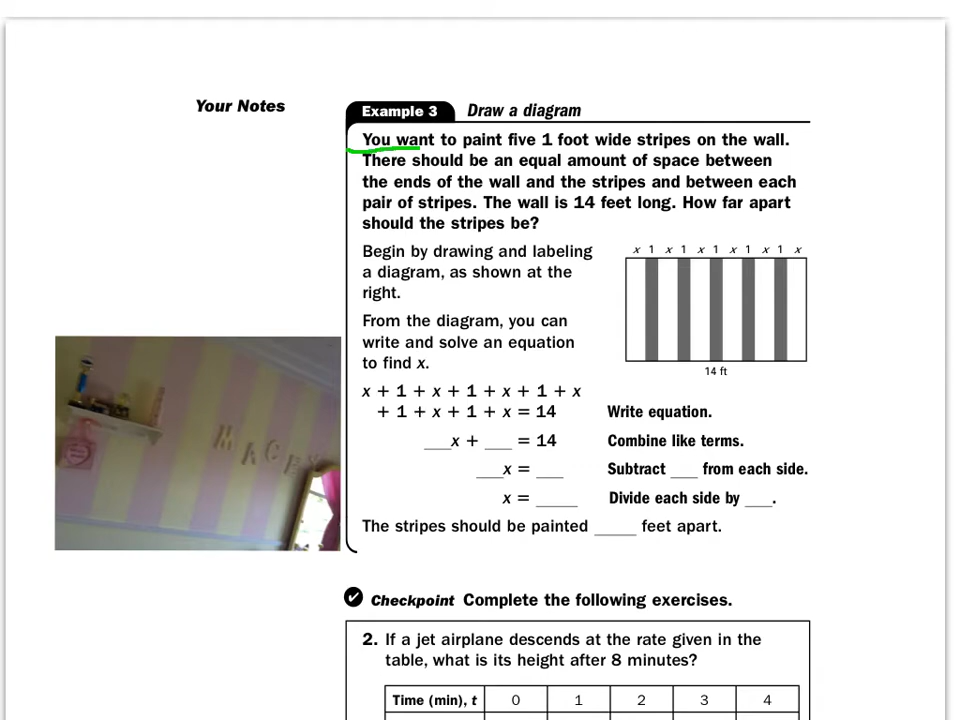 Your Notes
Example 3 Draw a diagram
You want to paint five 1 foot wide stripes on the wall.
There should be an equal amount of space between
the ends of the wall and the stripes and between each
pair of stripes. The wall is 14 feet long. How far apart
should the stripes be?
Begin by drawing and labeling
a diagram, as shown at the
right.
x 1 x 1 x 1 x 1 x 1 x
14 ft
From the diagram, you can
write and solve an equation
to find x.
x + 1 + x + 1 + x + 1 + x
+ 1 + x + 1 + x = 14 Write equation.
___x + ___ = 14 Combine like terms.
___x = ___ Subtract ___ from each side.
x = ____ Divide each side by ___.
The stripes should be painted ____ feet apart.
MACEY
Checkpoint Complete the following exercises.
2. If a jet airplane descends at the rate given in the
table, what is its height after 8 minutes?
Time (min), t 0 1 2 3 4